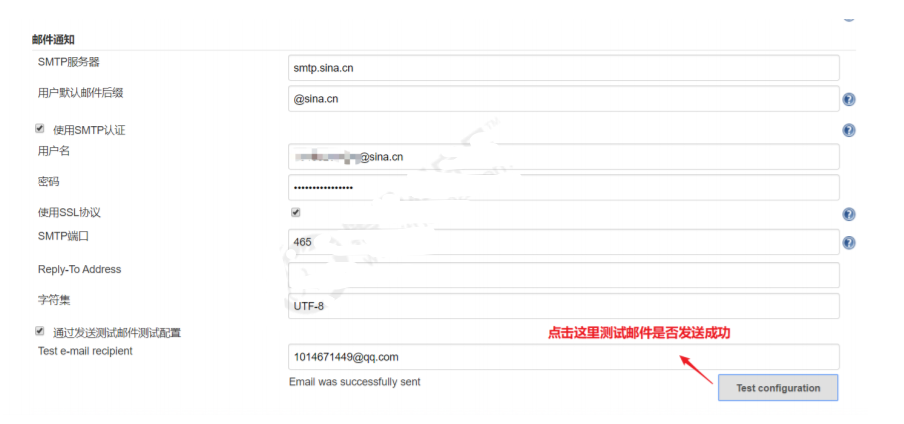 邮件通知
SMTP服务器
smtp.sina.cn
用户默认邮件后缀
@sina.cn
使用SMTP认证
用户名
@sina.cn
密码
••••••••••••••••
使用SSL协议
SMTP端口
465
Reply-To Address
字符集
UTF-8
通过发送测试邮件测试配置
点击这里测试邮件是否发送成功
Test e-mail recipient
1014671449@qq.com
Email was successfully sent
Test configuration